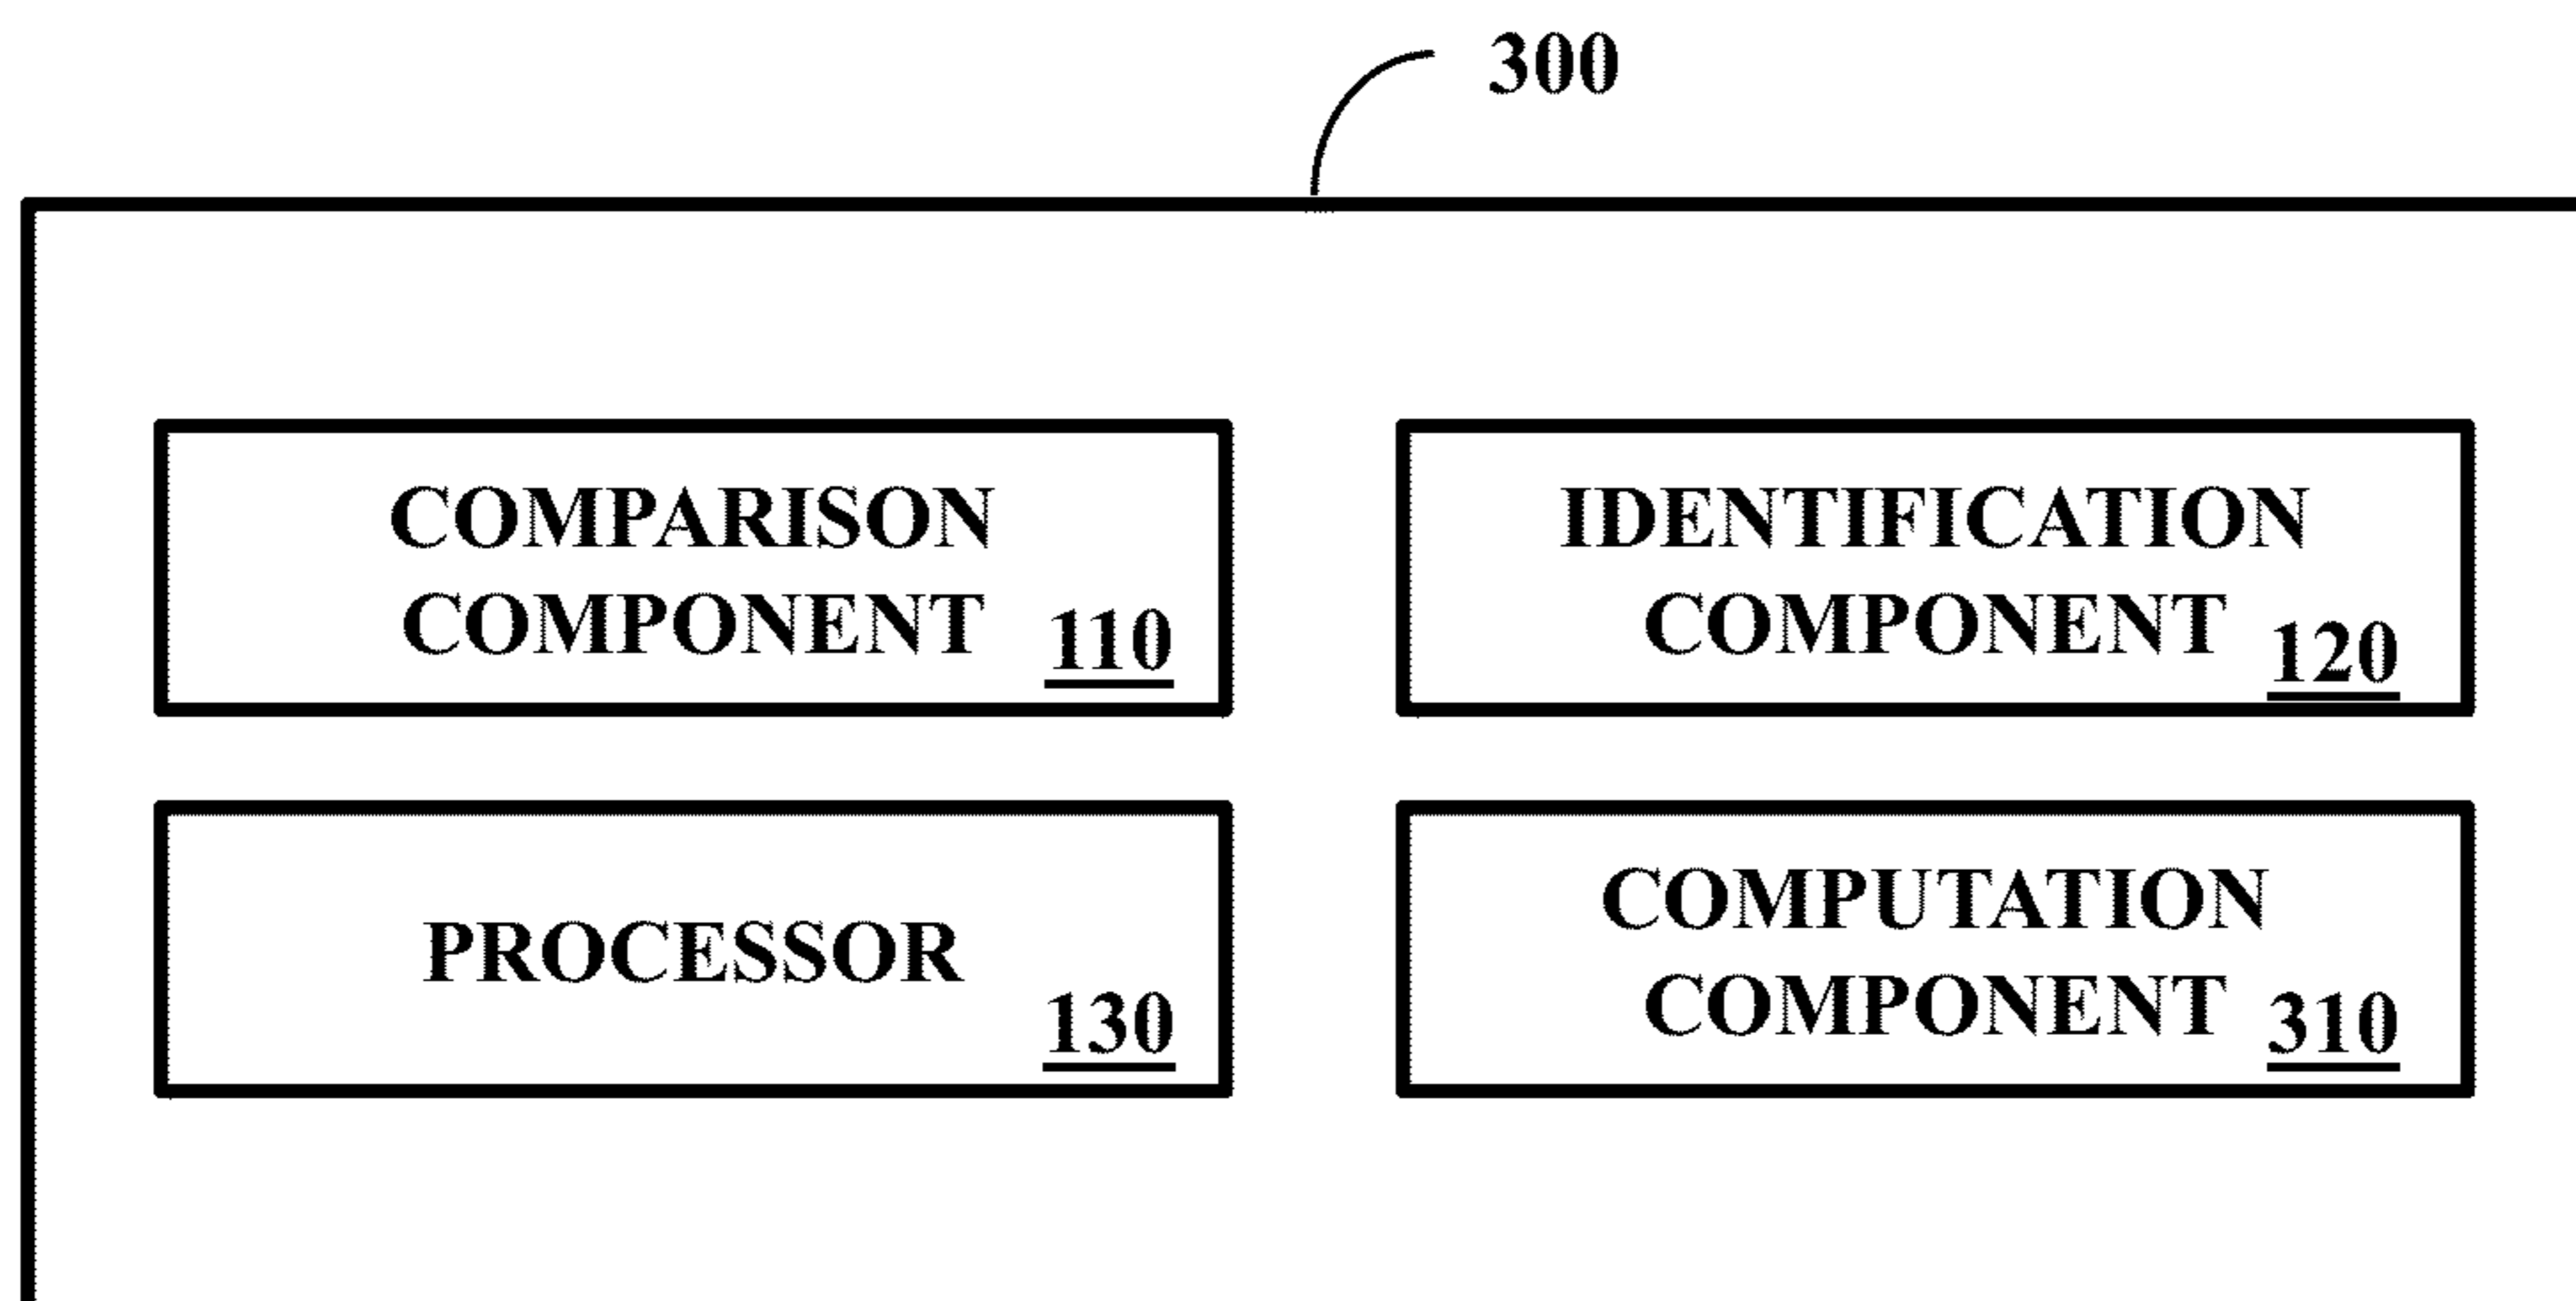 300
COMPARISON
COMPONENT 110
IDENTIFICATION
COMPONENT 120
PROCESSOR
130
COMPUTATION
COMPONENT 310